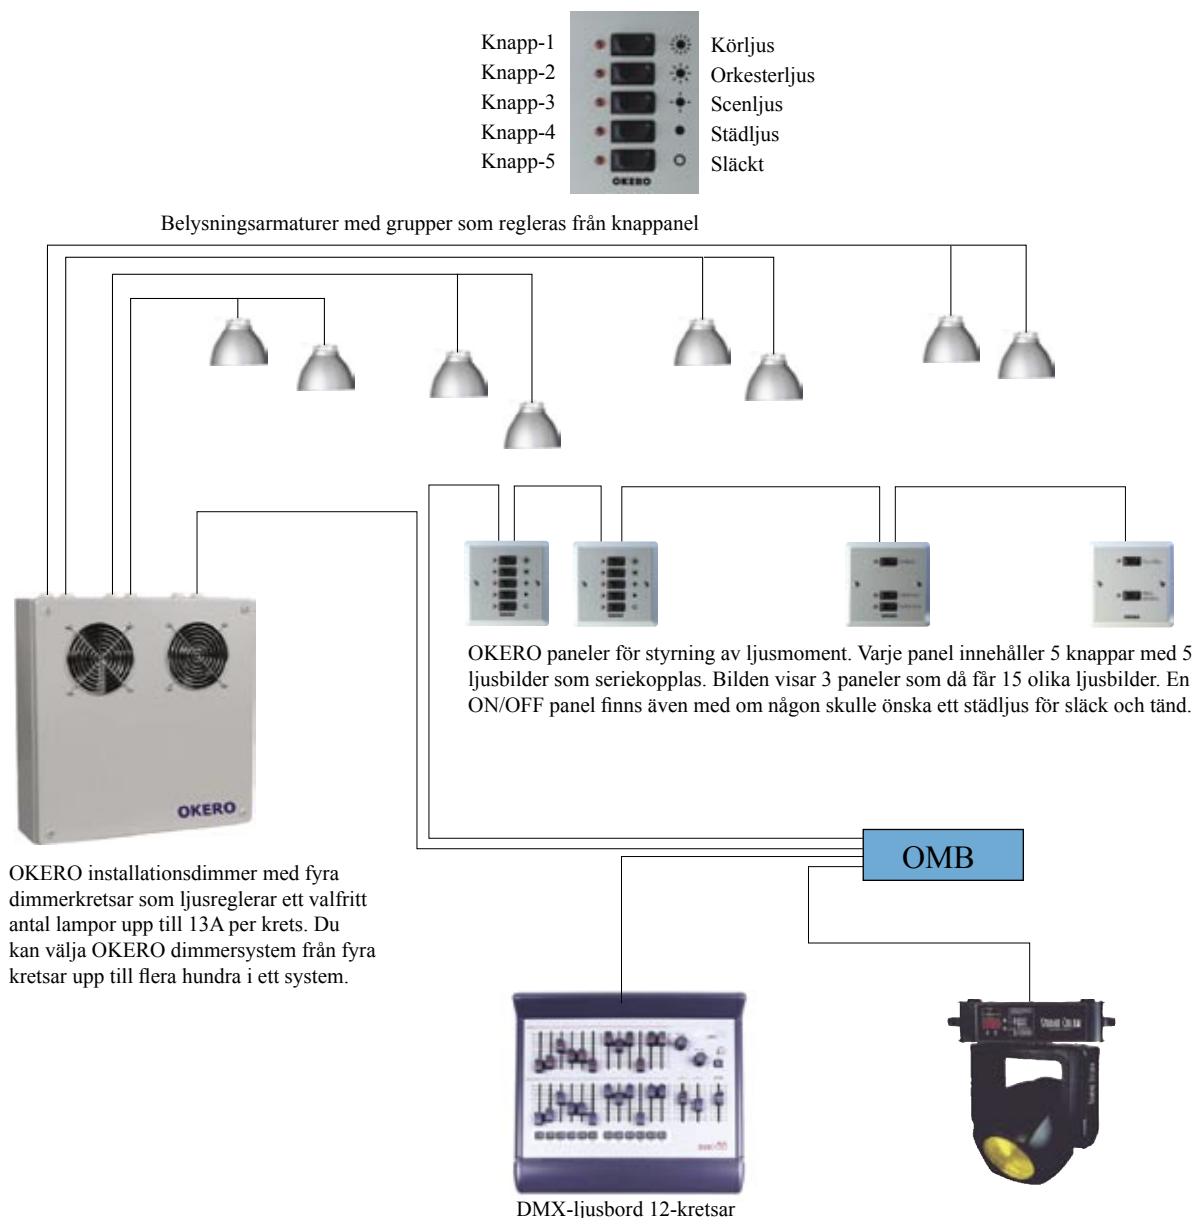 Knapp-1 Körljus
Knapp-2 Orkesterljus
Knapp-3 Scenljus
Knapp-4 Städljus
Knapp-5 Släckt
OKERO
Belysningsarmaturer med grupper som regleras från knappanel
OKERO paneler för styrning av ljusmoment. Varje panel innehåller 5 knappar med 5
ljusbilder som seriekopplas. Bilden visar 3 paneler som då får 15 olika ljusbilder. En
ON/OFF panel finns även med om någon skulle önska ett städljus för släck och tänd.
OKERO
OMB
OKERO installationsdimmer med fyra
dimmerkretsar som ljusreglerar ett valfritt
antal lampor upp till 13A per krets. Du
kan välja OKERO dimmersystem från fyra
kretsar upp till flera hundra i ett system.
DMX-ljusbord 12-kretsar